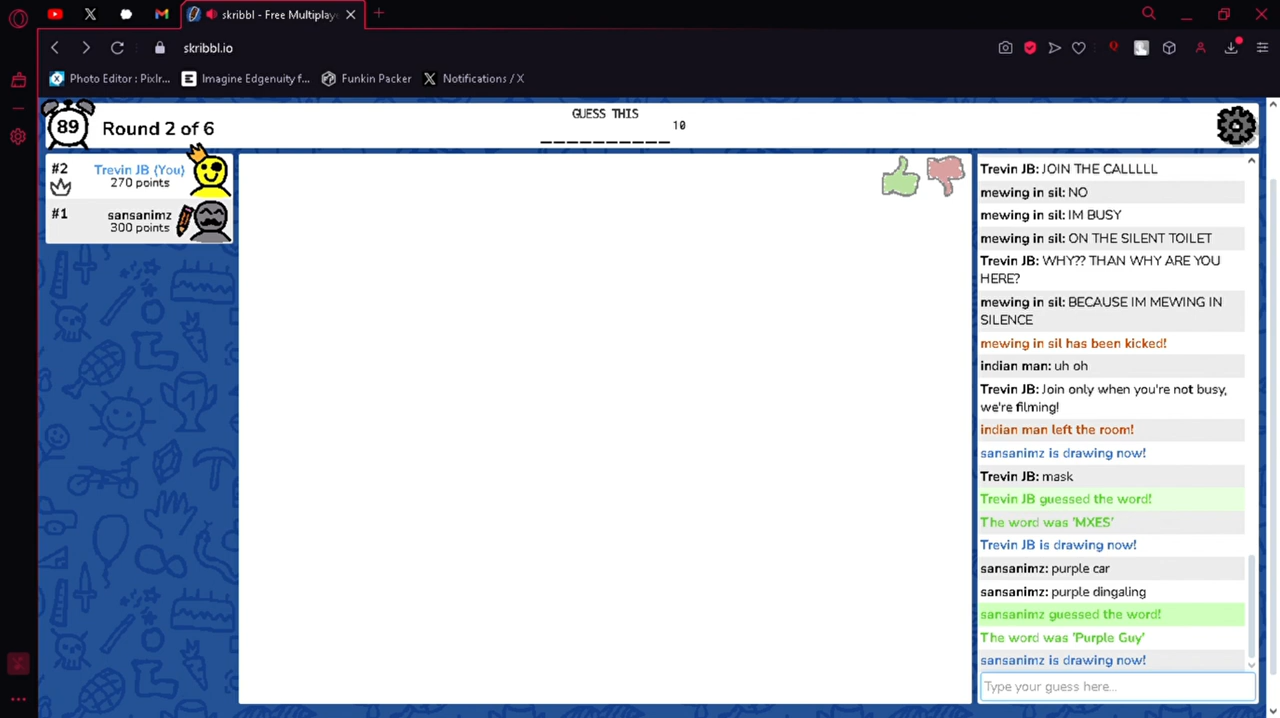 skribbl - Free Multiplaye
skribbl.io
Photo Editor : Pixlr...
Imagine Edgenuity f...
Funkin Packer
Notifications / X
89
Round 2 of 6
GUESS THIS
__________ 10
#2
Trevin JB (You)
270 points
#1
sansanimz
300 points
Trevin JB: JOIN THE CALLLLL
mewing in sil: NO
mewing in sil: IM BUSY
mewing in sil: ON THE SILENT TOILET
Trevin JB: WHY?? THAN WHY ARE YOU
HERE?
mewing in sil: BECAUSE IM MEWING IN
SILENCE
mewing in sil has been kicked!
indian man: uh oh
Trevin JB: Join only when you're not busy,
we're filming!
indian man left the room!
sansanimz is drawing now!
Trevin JB: mask
Trevin JB guessed the word!
The word was 'MXES'
Trevin JB is drawing now!
sansanimz: purple car
sansanimz: purple dingaling
sansanimz guessed the word!
The word was 'Purple Guy'
sansanimz is drawing now!
Type your guess here...